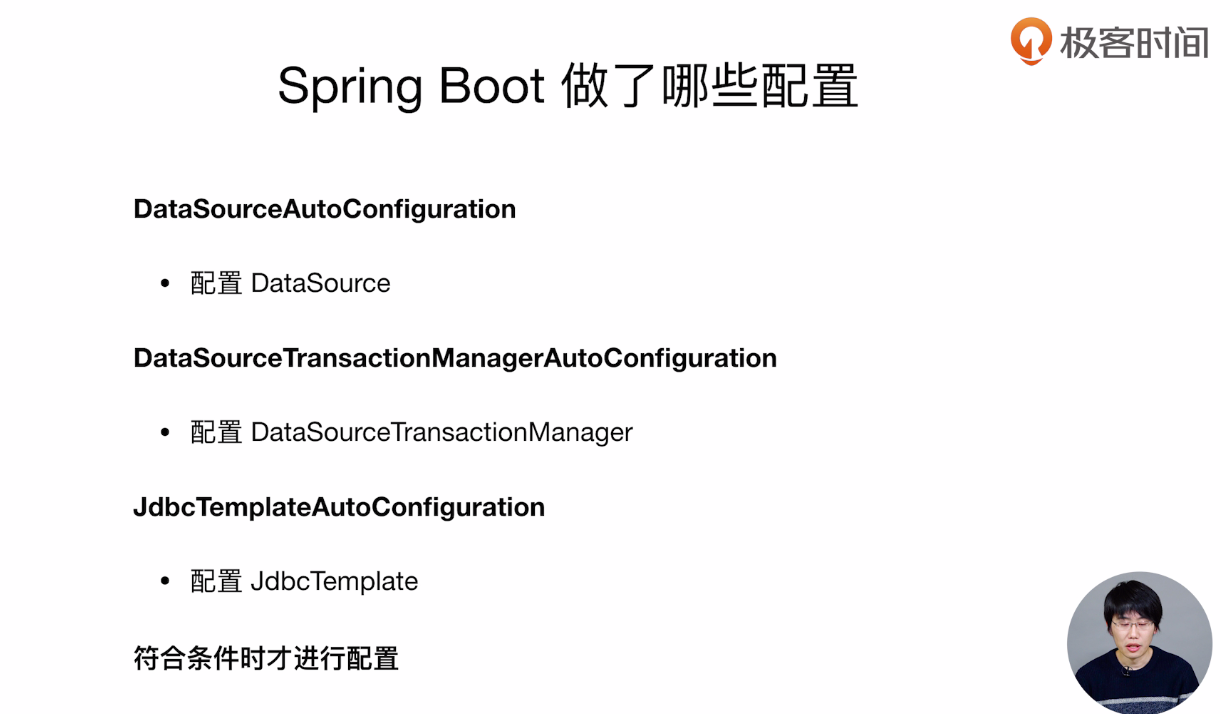 极客时间
Spring Boot 做了哪些配置
DataSourceAutoConfiguration
• 配置 DataSource
DataSourceTransactionManagerAutoConfiguration
• 配置 DataSourceTransactionManager
JdbcTemplateAutoConfiguration
• 配置 JdbcTemplate
符合条件时才进行配置